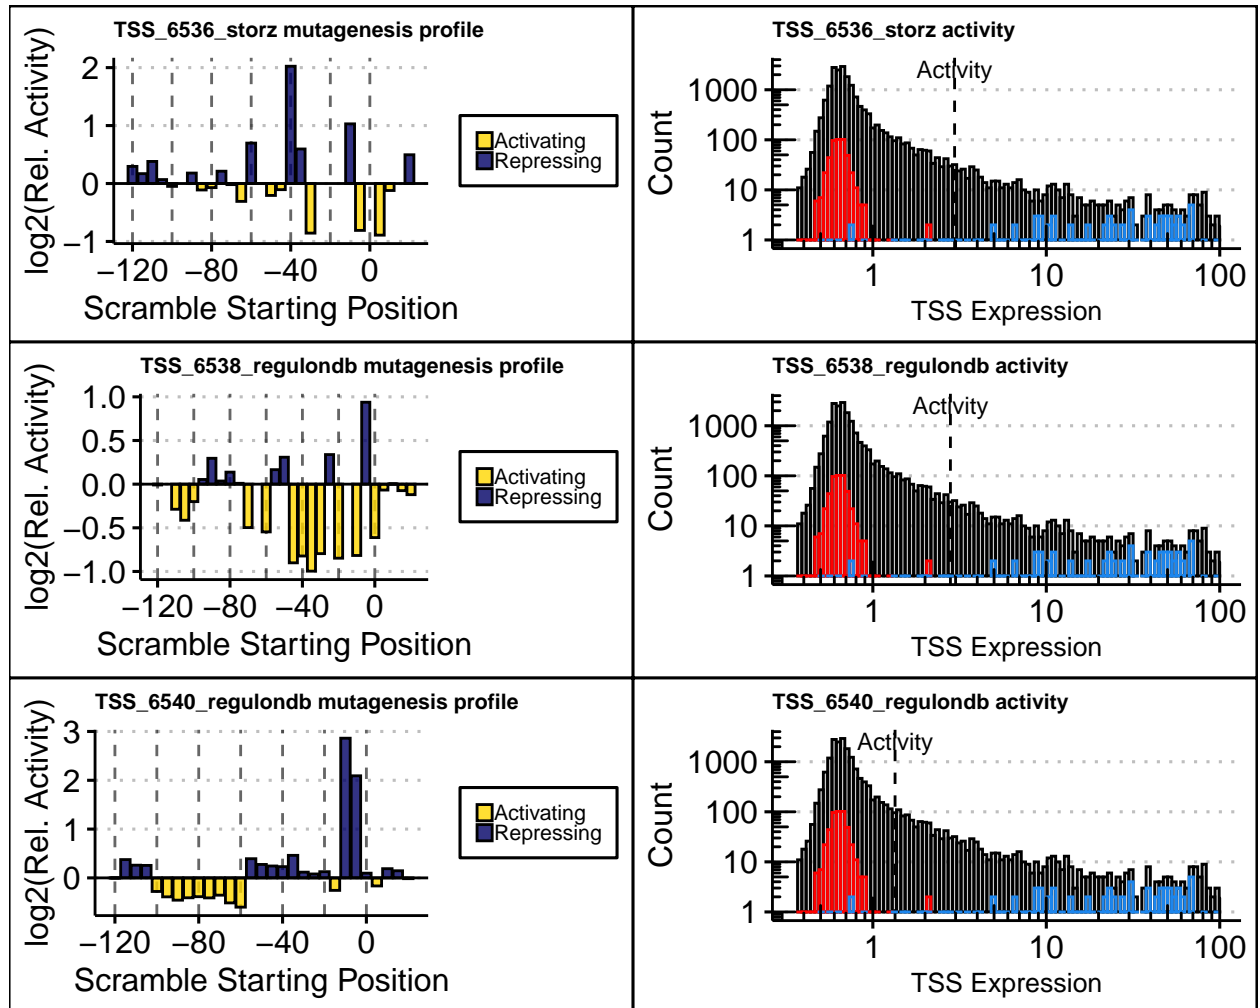 TSS_6536_storz mutagenesis profile
log2(Rel. Activity)
2
1
0
−1
−120
−80
−40
0
Scramble Starting Position
Activating
Repressing
TSS_6536_storz activity
Activity
Count
1000
100
10
1
1
10
100
TSS Expression
TSS_6538_regulondb mutagenesis profile
log2(Rel. Activity)
1.0
0.5
0.0
−0.5
−1.0
−120
−80
−40
0
Scramble Starting Position
Activating
Repressing
TSS_6538_regulondb activity
Activity
Count
1000
100
10
1
1
10
100
TSS Expression
TSS_6540_regulondb mutagenesis profile
log2(Rel. Activity)
3
2
1
0
−120
−80
−40
0
Scramble Starting Position
Activating
Repressing
TSS_6540_regulondb activity
Activity
Count
1000
100
10
1
1
10
100
TSS Expression